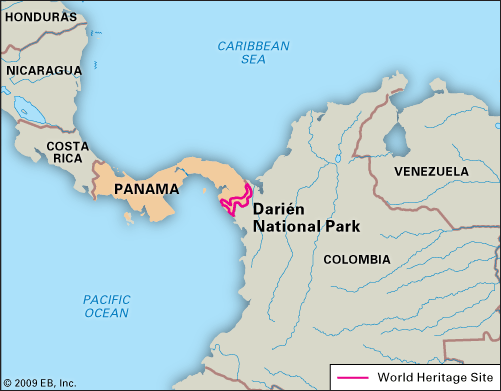 HONDURAS
CARIBBEAN
SEA
NICARAGUA
COSTA
RICA
VENEZUELA
PANAMA
Darién
National Park
COLOMBIA
PACIFIC
OCEAN
World Heritage Site
© 2009 EB, Inc.